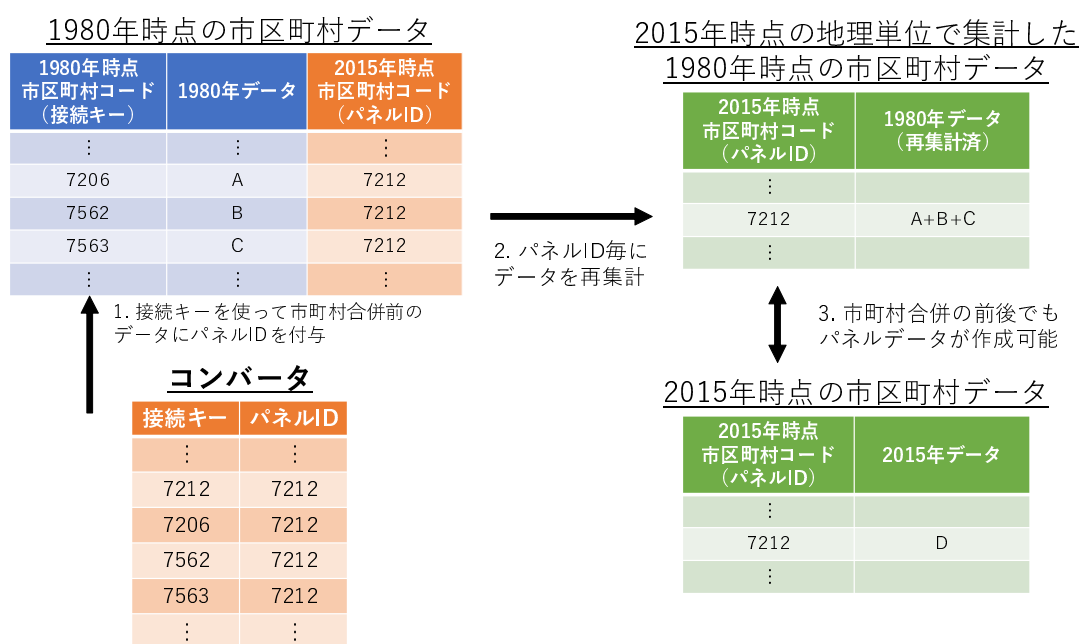 1980年時点の市区町村データ
1980年時点
市区町村コード
（接続キー）
1980年データ
2015年時点
市区町村コード
（パネルID）
⋮ ⋮ ⋮
7206 A 7212
7562 B 7212
7563 C 7212
⋮ ⋮ ⋮
1. 接続キーを使って市町村合併前の
データにパネルIDを付与
コンバータ
接続キー パネルID
⋮ ⋮
7212 7212
7206 7212
7562 7212
7563 7212
⋮ ⋮
2. パネルID毎に
データを再集計
2015年時点の地理単位で集計した
1980年時点の市区町村データ
2015年時点
市区町村コード
（パネルID）
1980年データ
（再集計済）
⋮
7212 A+B+C
⋮
3. 市町村合併の前後でも
パネルデータが作成可能
2015年時点の市区町村データ
2015年時点
市区町村コード
（パネルID）
2015年データ
⋮
7212 D
⋮